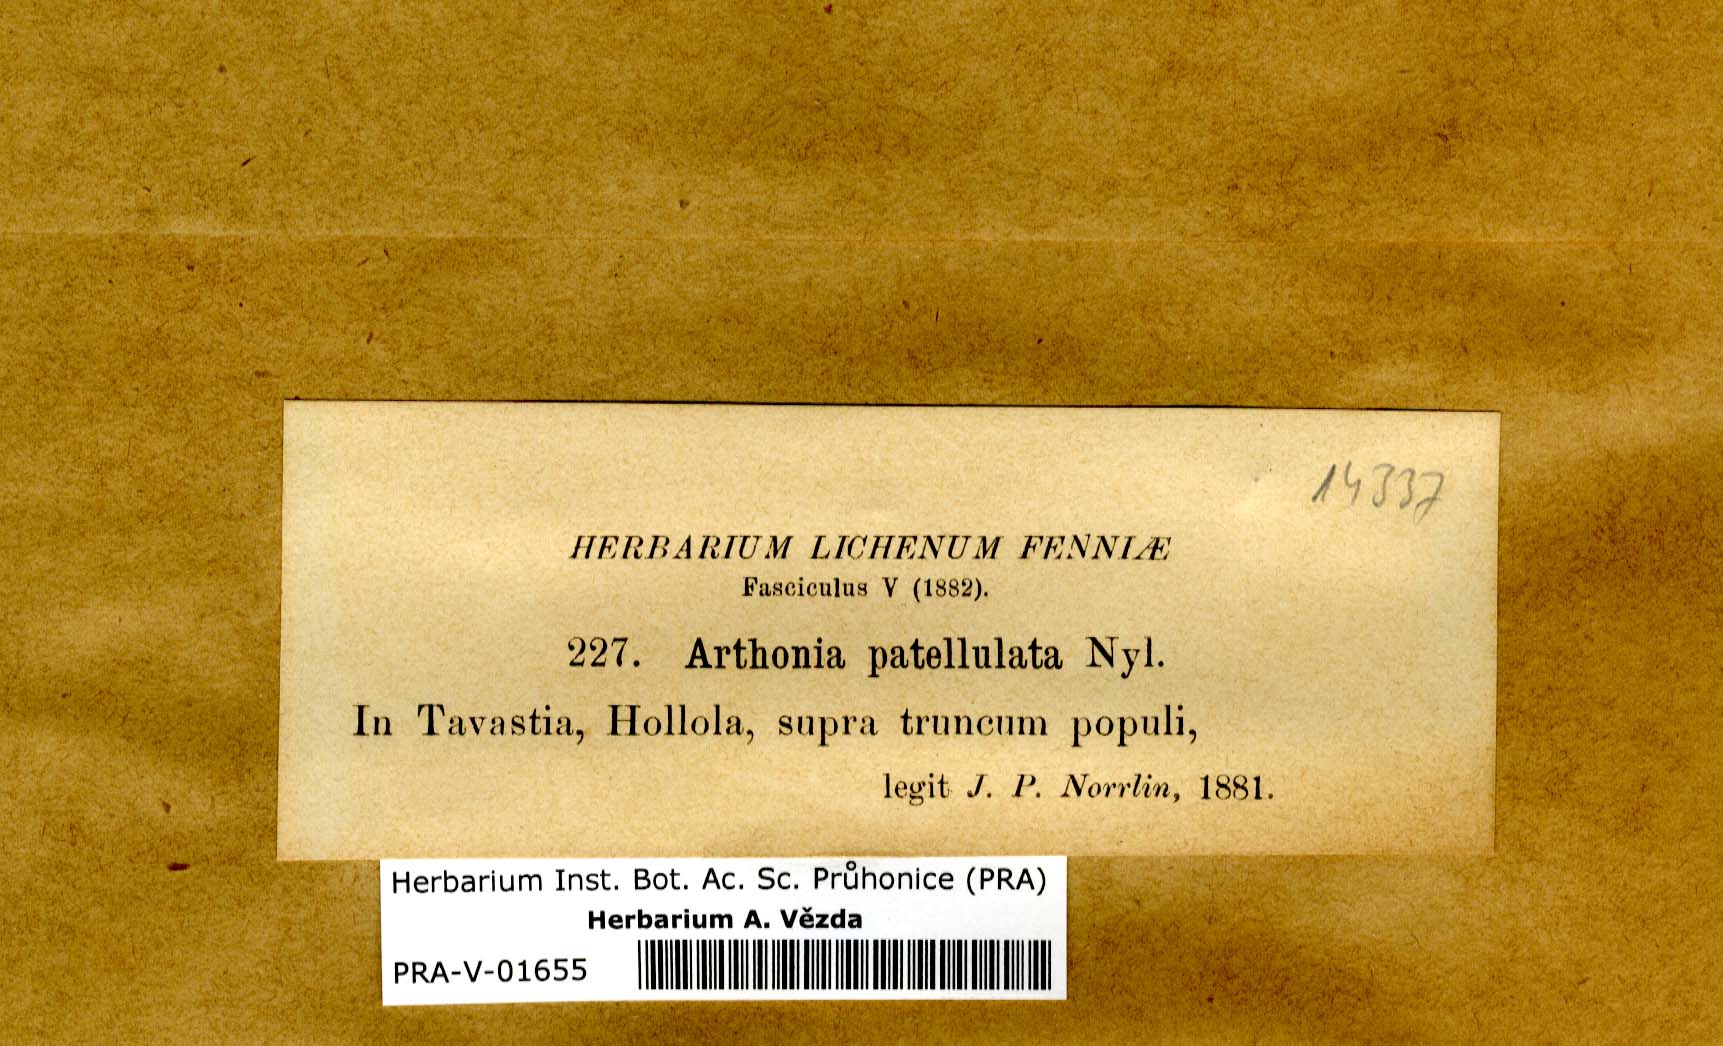 14337
HERBARIUM LICHENUM FENNIÆ
Fasciculus V (1882).
227. Arthonia patellulata Nyl.
In Tavastia, Hollola, supra truncum populi,
legit J. P. Norrlin, 1881.
Herbarium Inst. Bot. Ac. Sc. Průhonice (PRA)
Herbarium A. Vězda
PRA-V-01655